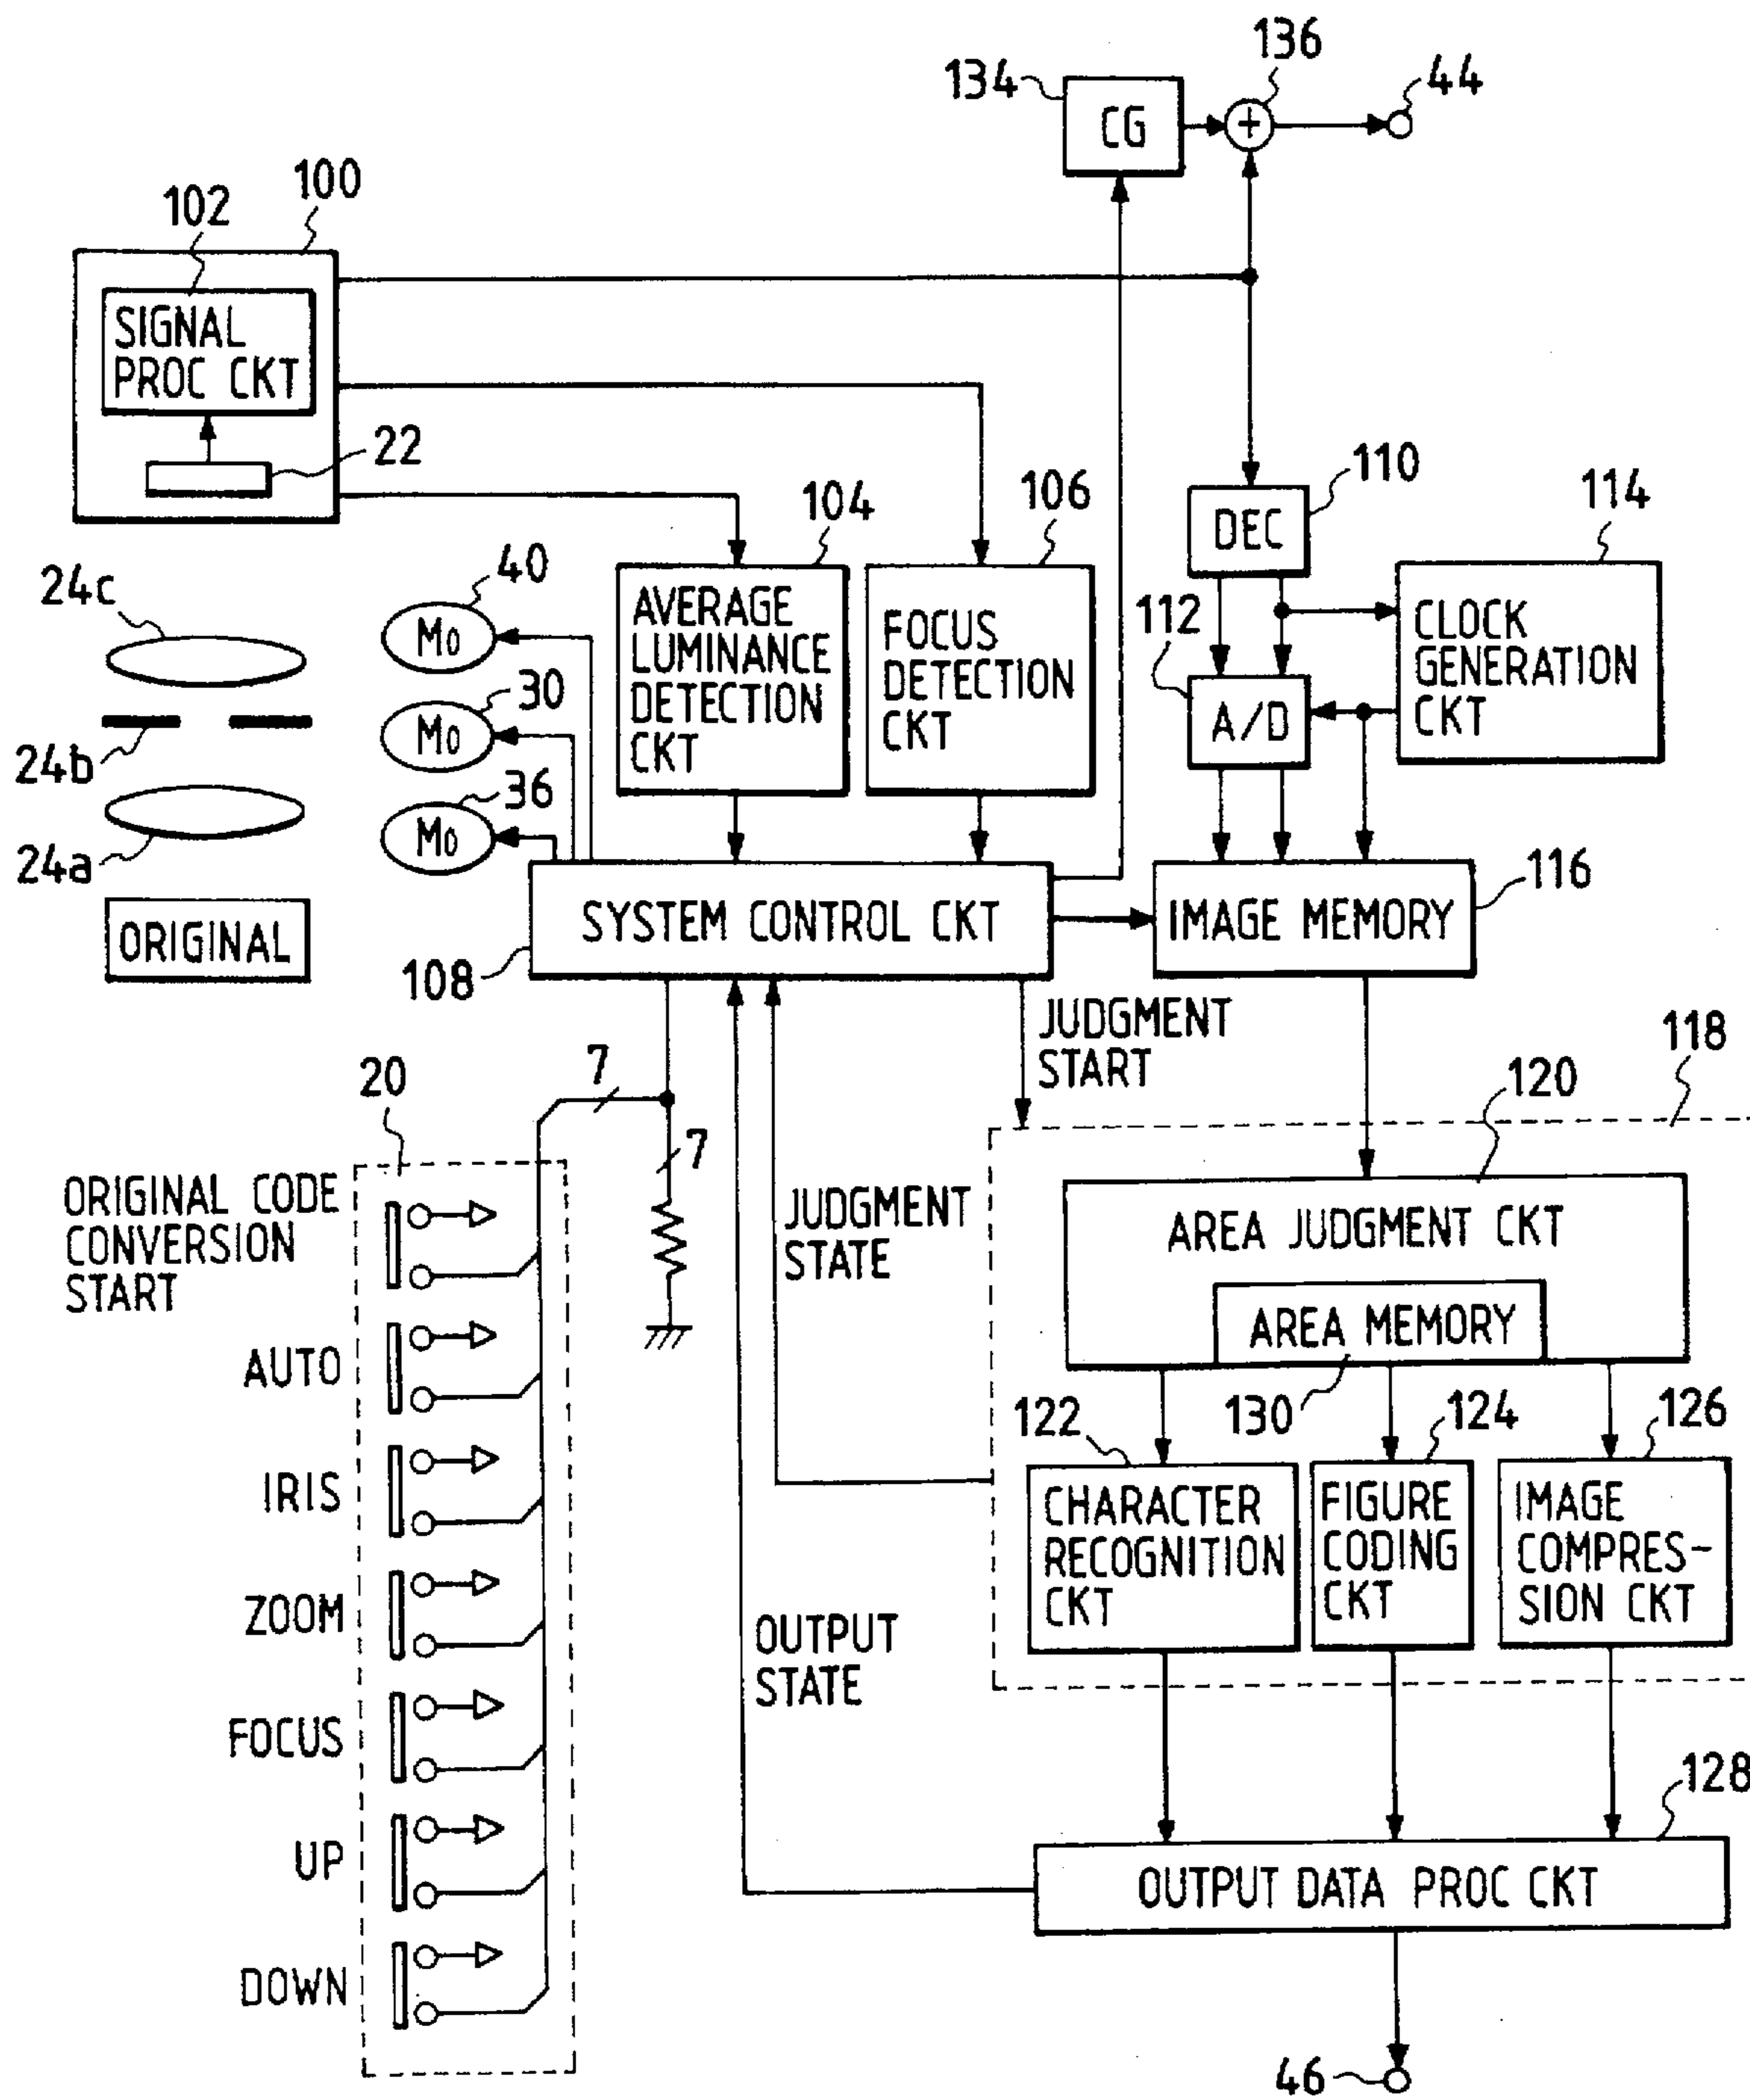 136
134
44
CG
+
100
102
SIGNAL
PROC CKT
22
110
DEC
114
104
106
40
24c
Mo
AVERAGE
LUMINANCE
DETECTION
CKT
FOCUS
DETECTION
CKT
112
CLOCK
GENERATION
CKT
A/D
30
Mo
24b
36
Mo
24a
ORIGINAL
SYSTEM CONTROL CKT
108
IMAGE MEMORY
116
JUDGMENT
START
118
120
7
7
20
ORIGINAL CODE
CONVERSION
START
AUTO
IRIS
ZOOM
FOCUS
UP
DOWN
JUDGMENT
STATE
AREA JUDGMENT CKT
AREA MEMORY
130
122
124
126
CHARACTER
RECOGNITION
CKT
FIGURE
CODING
CKT
IMAGE
COMPRES-
SION CKT
OUTPUT
STATE
128
OUTPUT DATA PROC CKT
46